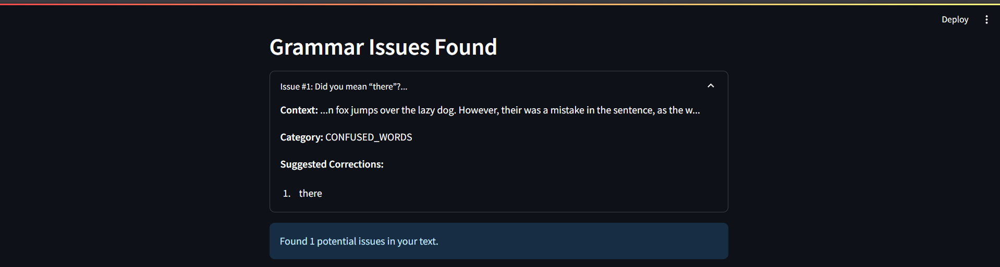 Deploy
Grammar Issues Found
Issue #1: Did you mean “there”?...
Context: ...n fox jumps over the lazy dog. However, their was a mistake in the sentence, as the w...
Category: CONFUSED_WORDS
Suggested Corrections:
1. there
Found 1 potential issues in your text.